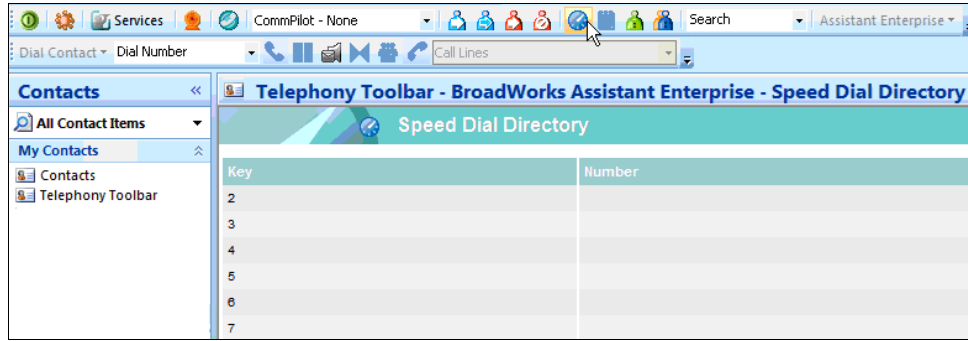 Services CommPilot - None Search Assistant Enterprise
Dial Contact Dial Number Call Lines
Contacts «
Telephony Toolbar - BroadWorks Assistant Enterprise - Speed Dial Directory
All Contact Items
Speed Dial Directory
My Contacts
Key Number
Contacts
2
Telephony Toolbar
3
4
5
6
7